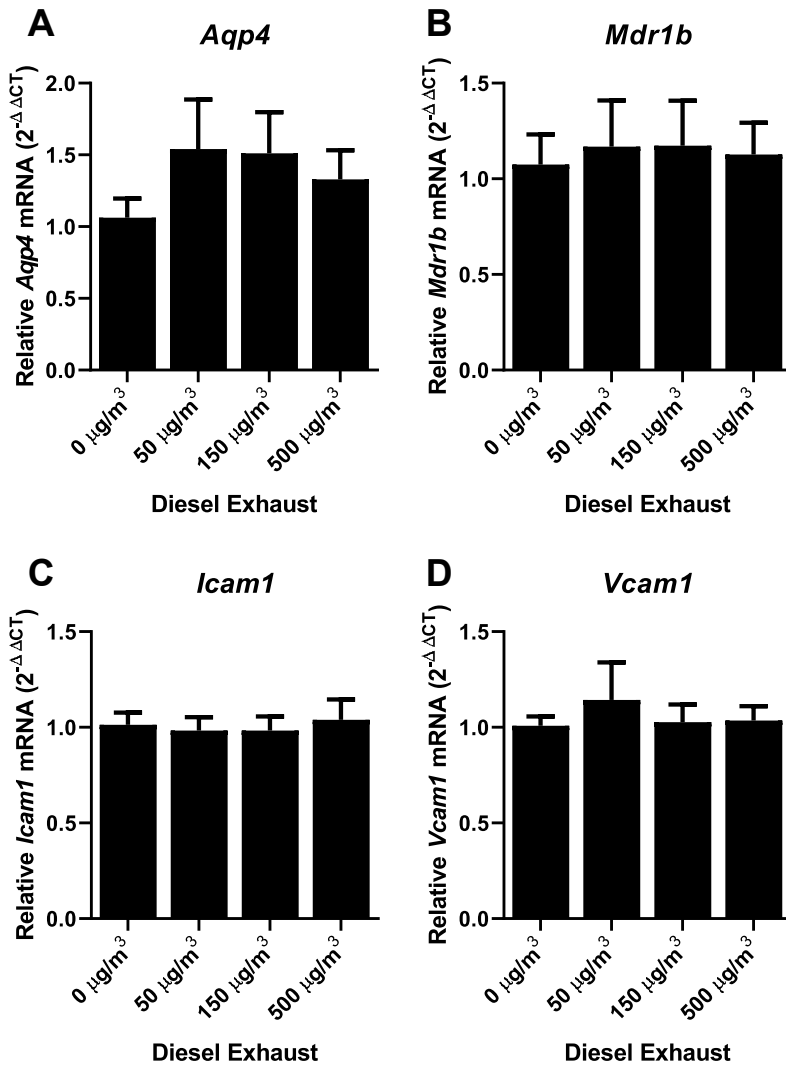 A
Aqp4
Relative Aqp4 mRNA (2^-Δ ΔCT)
2.0
1.5
1.0
0.5
0.0
0 μg/m³
50 μg/m³
150 μg/m³
500 μg/m³
Diesel Exhaust
B
Mdr1b
Relative Mdr1b mRNA (2^-Δ ΔCT)
1.5
1.0
0.5
0.0
0 μg/m³
50 μg/m³
150 μg/m³
500 μg/m³
Diesel Exhaust
C
Icam1
Relative Icam1 mRNA (2^-Δ ΔCT)
1.5
1.0
0.5
0.0
0 μg/m³
50 μg/m³
150 μg/m³
500 μg/m³
Diesel Exhaust
D
Vcam1
Relative Vcam1 mRNA (2^-Δ ΔCT)
1.5
1.0
0.5
0.0
0 μg/m³
50 μg/m³
150 μg/m³
500 μg/m³
Diesel Exhaust